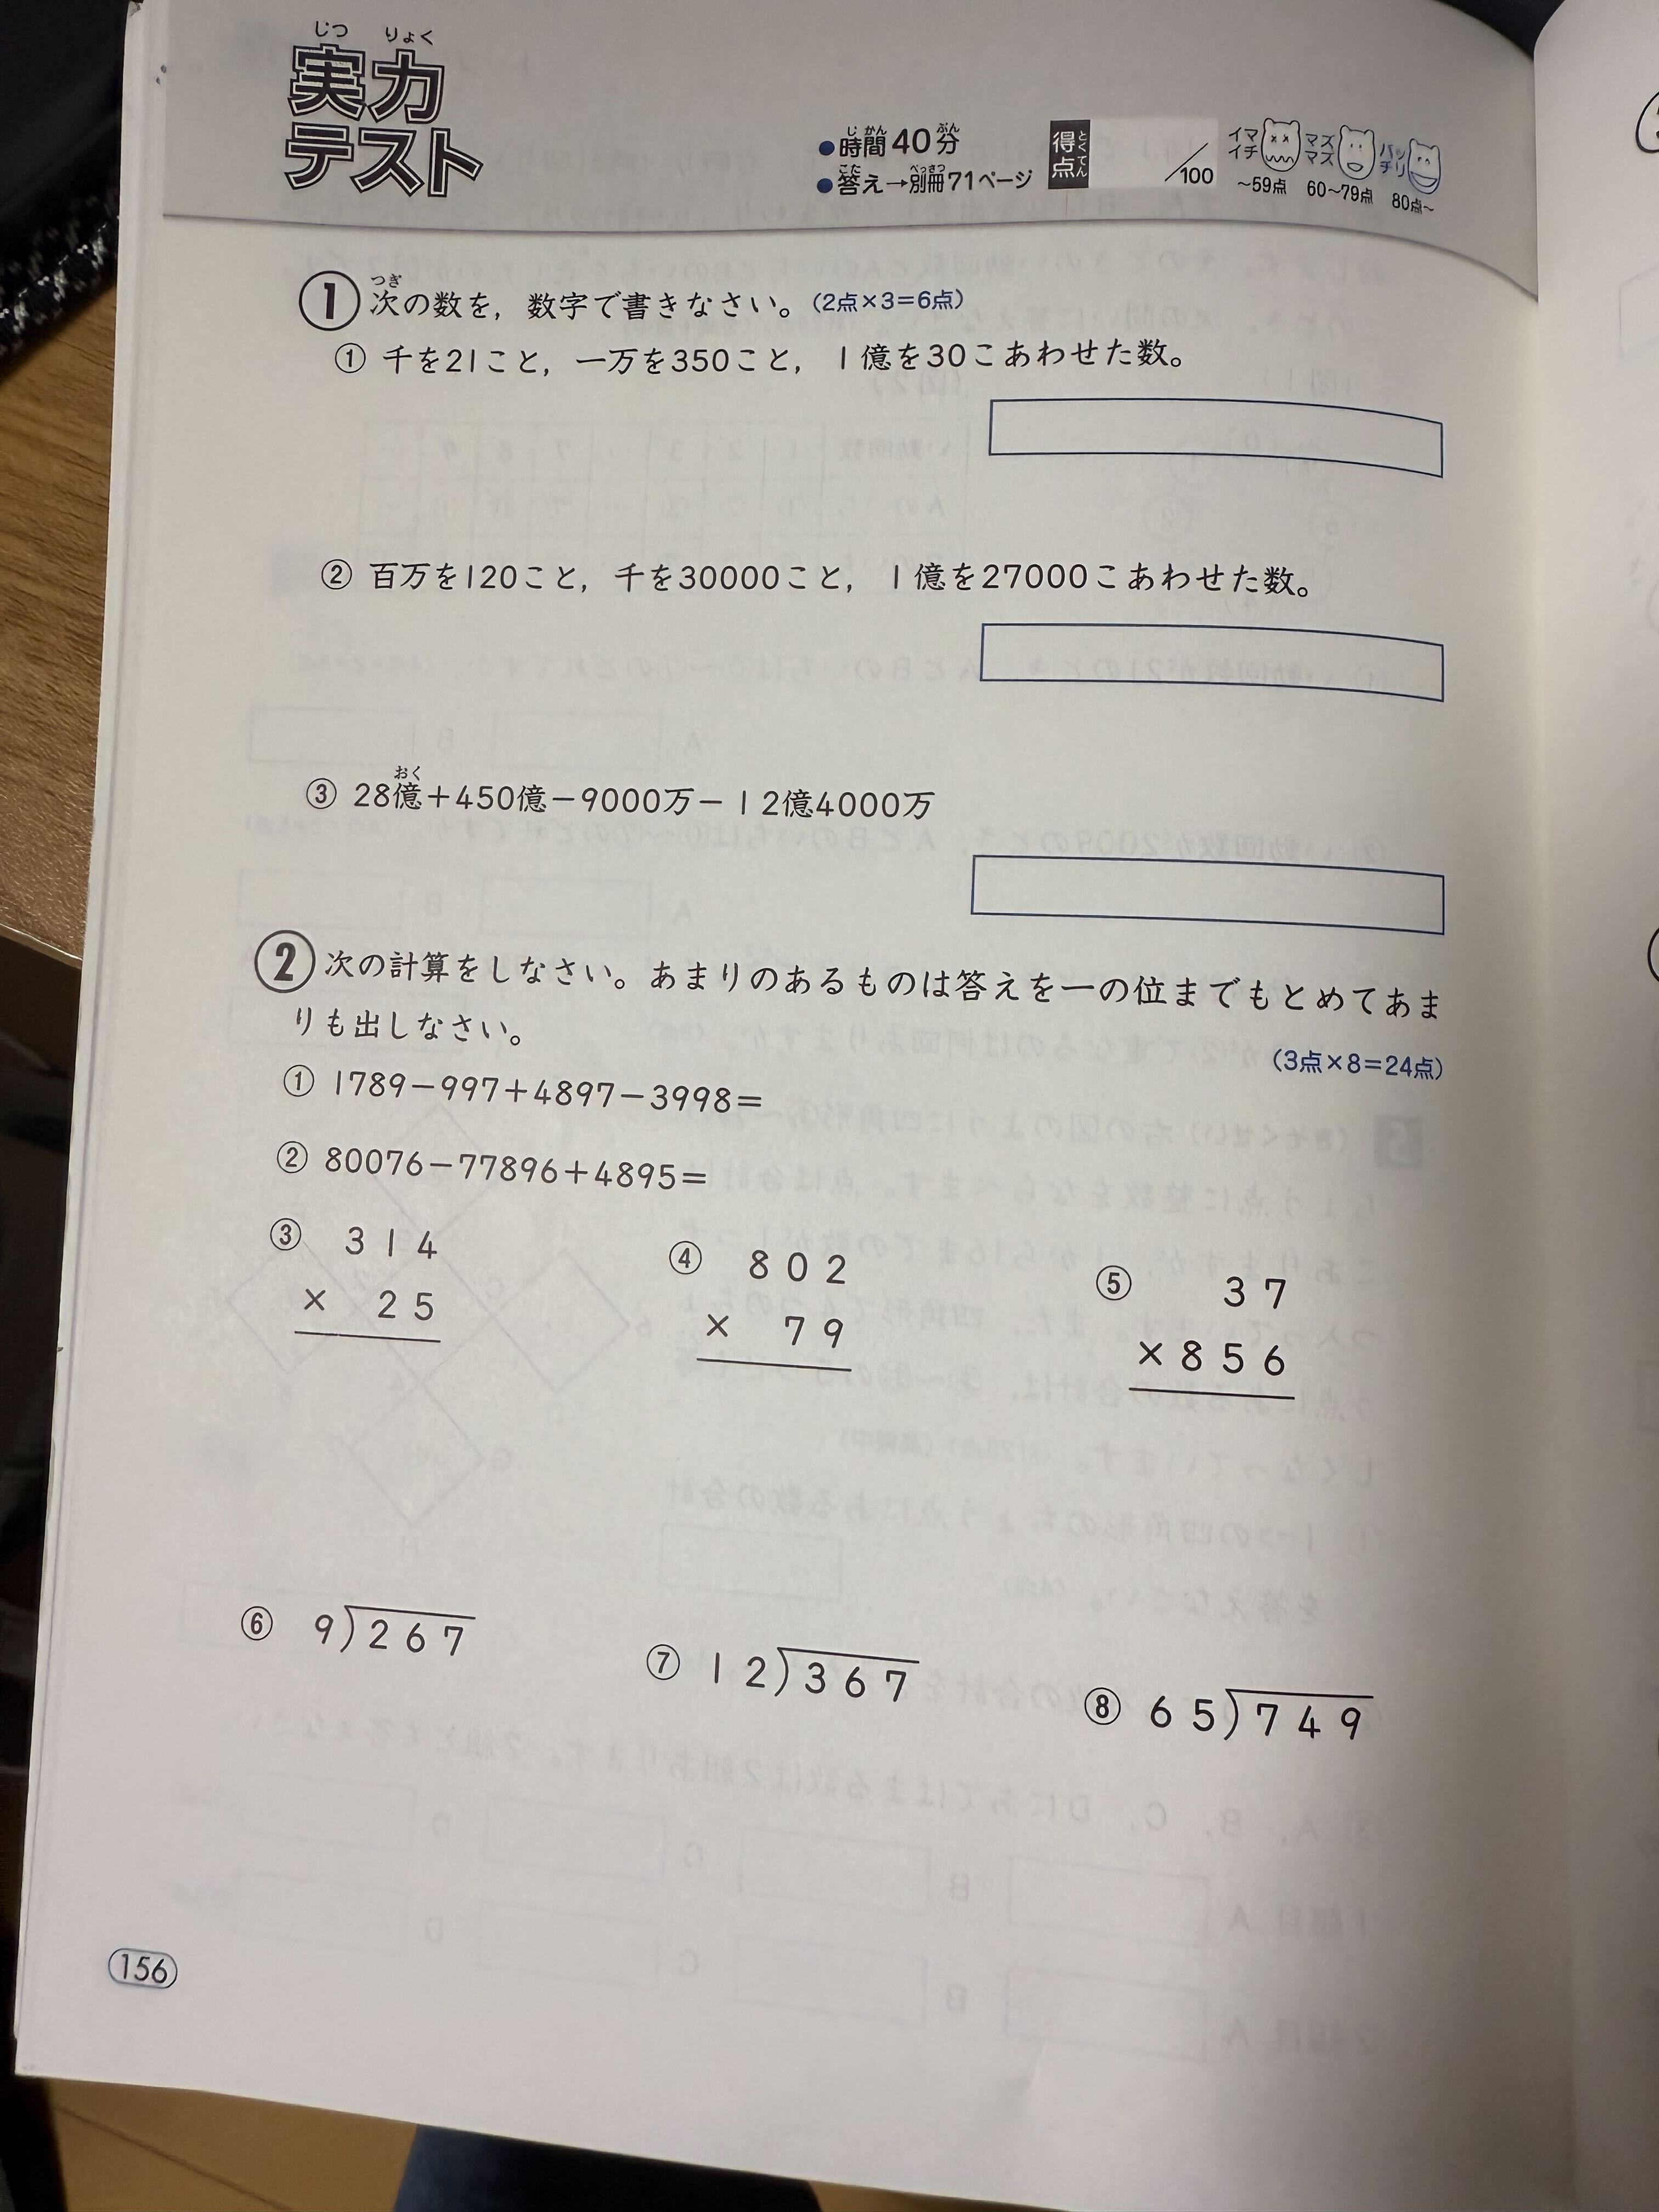 じつ りょく
実力
テスト
●時間40分
●答え→別冊71ページ
得点
/100
イマイチ
~59点
マズマズ
60~79点
バッチリ
80点~
1 次の数を，数字で書きなさい。(2点×3=6点)
① 千を21こと，一万を350こと，1億を30こあわせた数。
② 百万を120こと，千を30000こと，1億を27000こあわせた数。
③ 28億+450億-9000万-12億4000万
2 次の計算をしなさい。あまりのあるものは答えを一の位までもとめてあま
りも出しなさい。
(3点×8=24点)
① 1789-997+4897-3998=
② 80076-77896+4895=
③ 314
× 25
④ 802
× 79
⑤ 37
×856
⑥ 9)267
⑦ 12)367
⑧ 65)749
156